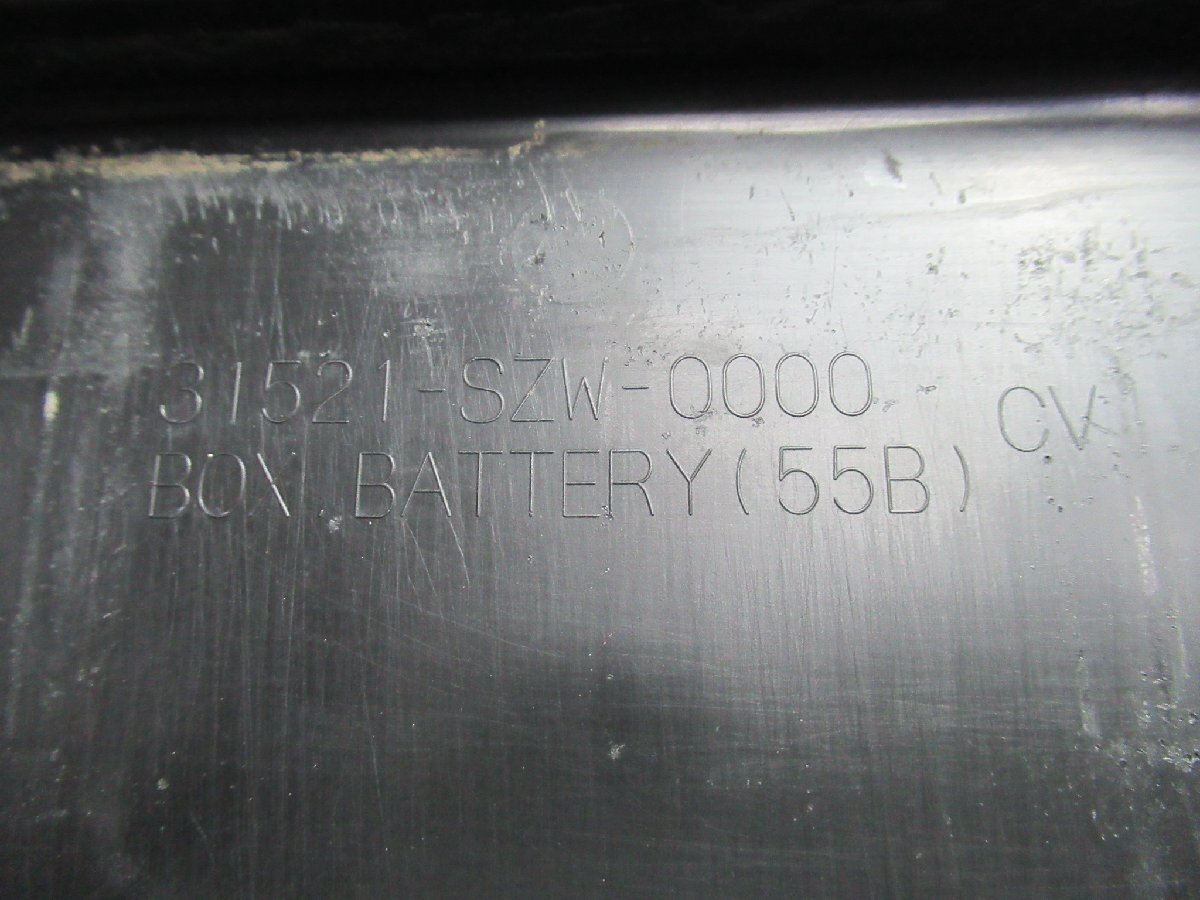 31521-SZW-0000 CV
BOX, BATTERY(55B)